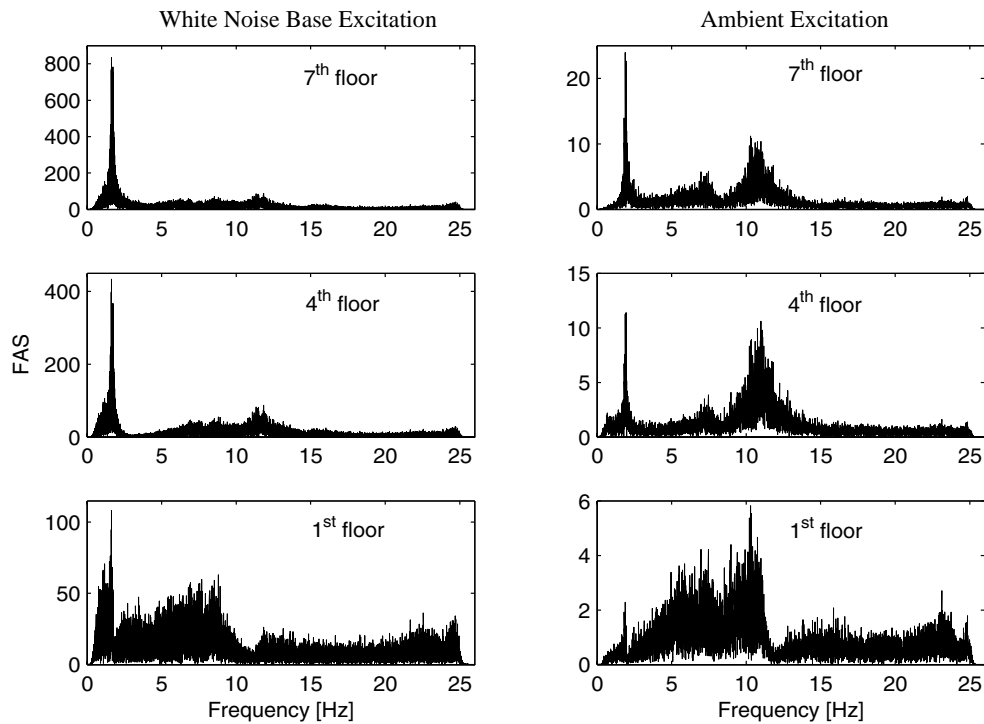 White Noise Base Excitation
800
600
400
200
0
0 5 10 15 20 25
7th floor
400
200
0
0 5 10 15 20 25
4th floor
FAS
100
50
0
0 5 10 15 20 25
1st floor
Frequency [Hz]
Ambient Excitation
20
10
0
0 5 10 15 20 25
7th floor
15
10
5
0
0 5 10 15 20 25
4th floor
6
4
2
0
0 5 10 15 20 25
1st floor
Frequency [Hz]